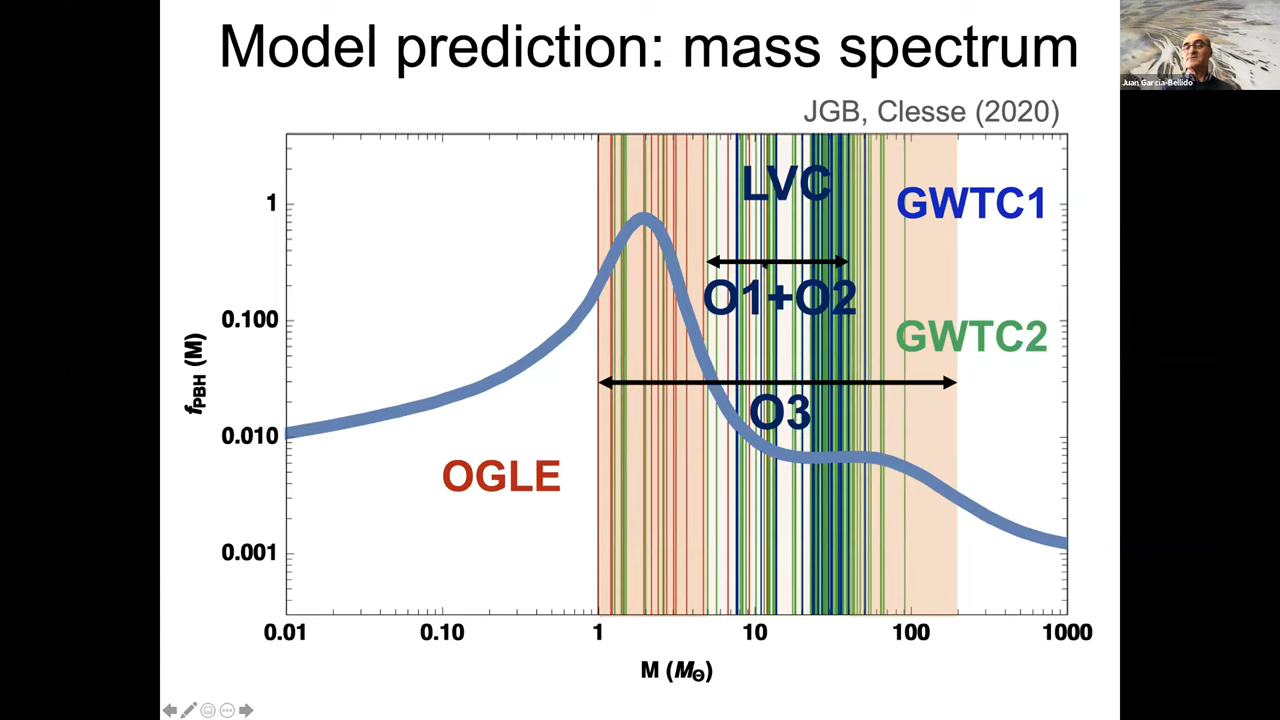 Model prediction: mass spectrum
Juan García-Bellido
JGB, Clesse (2020)
LVC
GWTC1
O1+O2
GWTC2
O3
OGLE
1
0.100
0.010
0.001
fPBH (M)
0.01 0.10 1 10 100 1000
M (M⊙)